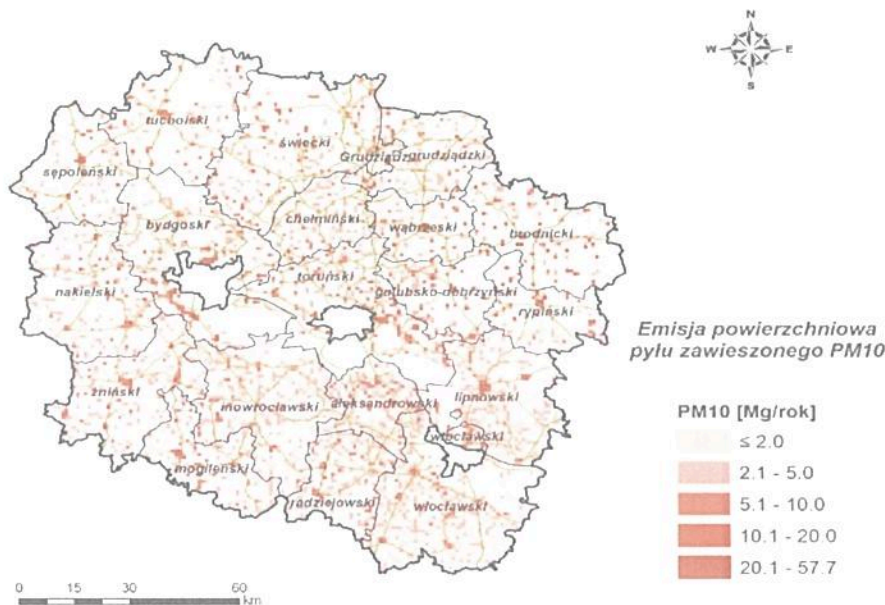 N
W E
S
tucholski
świecki
Grudziądz grudziądzki
sępoleński
chełmiński
bydgoski
wąbrzeski
brodnicki
toruński
nakielski
golubsko-dobrzyński
rypiński
Emisja powierzchniowa
pyłu zawieszonego PM10
żniński
lipnowski
inowrocławski
aleksandrowski
PM10 [Mg/rok]
włocławski
≤ 2.0
mogileński
2.1 - 5.0
radziejowski
włocławski
5.1 - 10.0
10.1 - 20.0
20.1 - 57.7
0 15 30 60
km